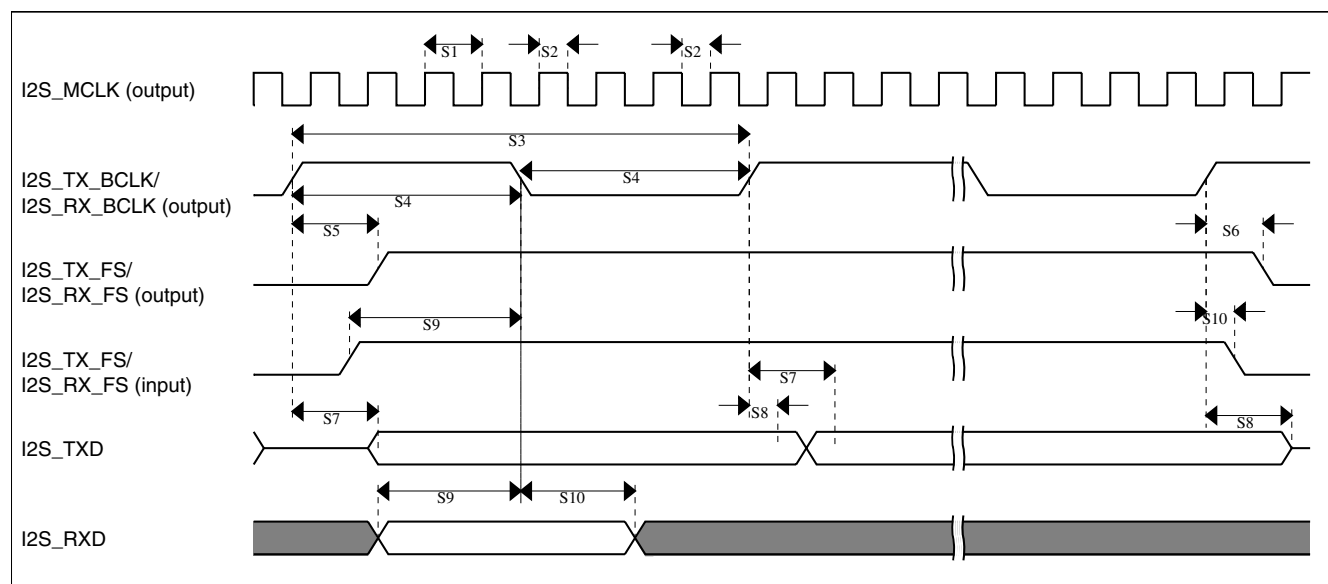 S1
S2
S2
I2S_MCLK (output)
S3
I2S_TX_BCLK/
I2S_RX_BCLK (output)
S4
S4
S5
S6
I2S_TX_FS/
I2S_RX_FS (output)
S9
S10
I2S_TX_FS/
I2S_RX_FS (input)
S7
S7
S8
S8
I2S_TXD
S9
S10
I2S_RXD